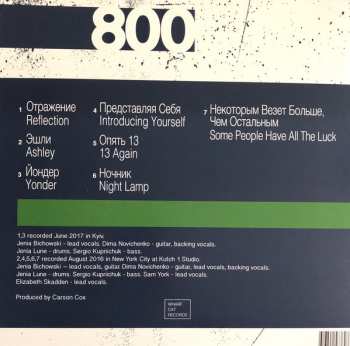 800
1 Отражение
Reflection
2 Эшли
Ashley
3 Йондер
Yonder
4 Представляя Себя
Introducing Yourself
5 Опять 13
13 Again
6 Ночник
Night Lamp
7 Некоторым Везет Больше,
Чем Остальным
Some People Have All The Luck
1,3 recorded June 2017 in Kyiv.
Jenia Bichowski - lead vocals. Dima Novichenko - guitar, backing vocals.
Jenia Lune - drums. Sergio Kupriichuk - bass.
2,4,5,6,7 recorded August 2016 in New York City at Kutch 1 Studio.
Jenia Bichowski – lead vocals, guitar. Dima Novichenko - guitar, lead vocals, backing vocals.
Jenia Lune - drums. Sergio Kupriichuk - bass. Sam York - lead vocals.
Elizabeth Skadden - lead vocals.
Produced by Carson Cox
WHARF
CAT
RECORDS